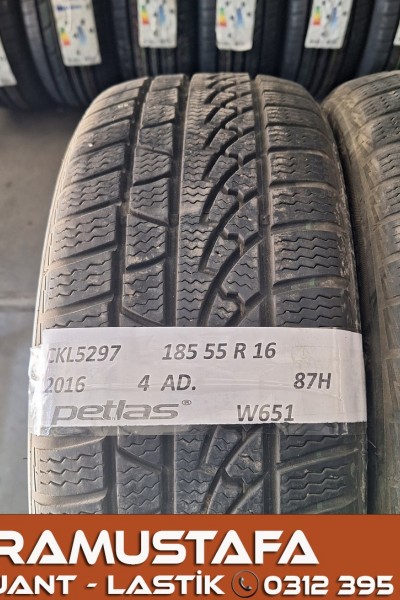 CKL5297 185 55 R 16
2016 4 AD. 87H
petlas® W651
RAMUSTAFA
JANT - LASTİK 0312 395